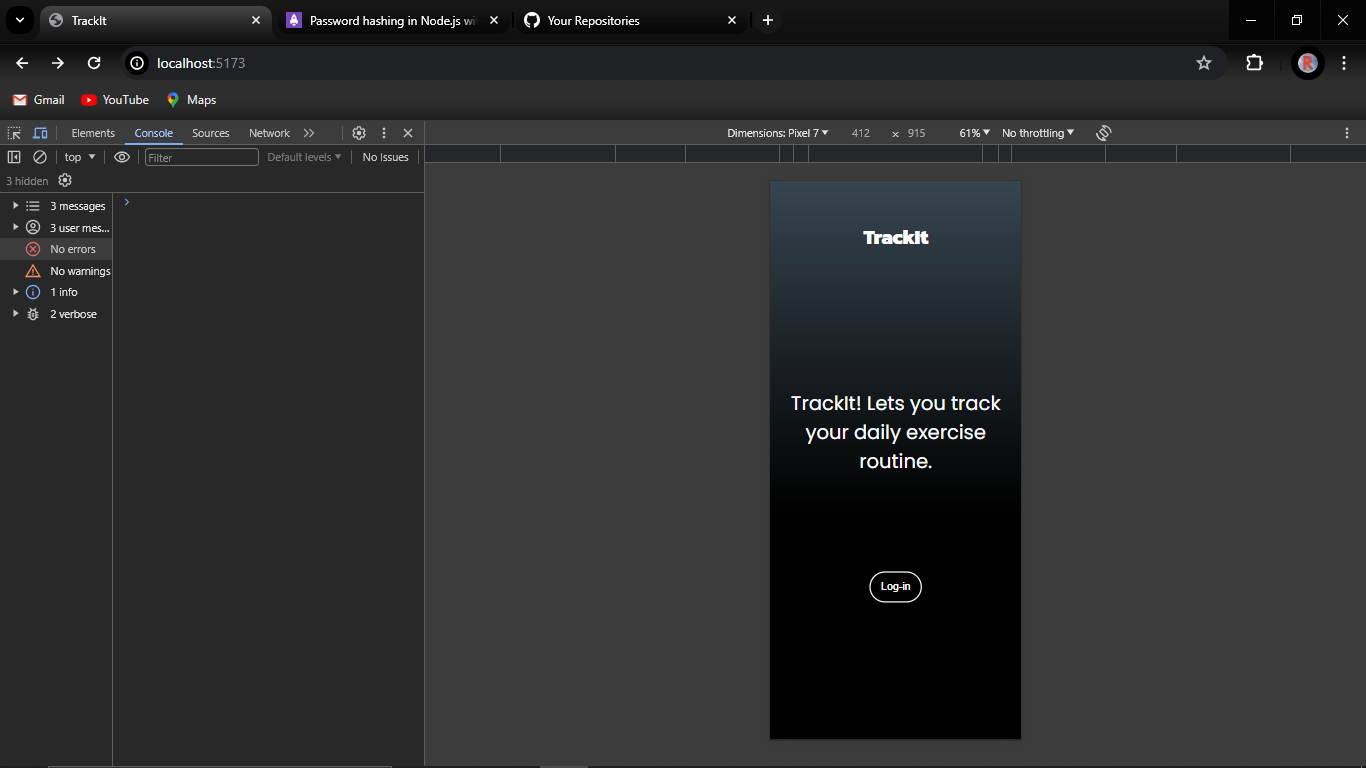 TrackIt
Password hashing in Node.js wi
Your Repositories
localhost:5173
R
Gmail
YouTube
Maps
Elements Console Sources Network
Dimensions: Pixel 7 412 x 915 61% No throttling
top Filter Default levels No Issues
3 hidden
3 messages
3 user mes...
No errors
No warnings
1 info
2 verbose
TrackIt
TrackIt! Lets you track
your daily exercise
routine.
Log-in